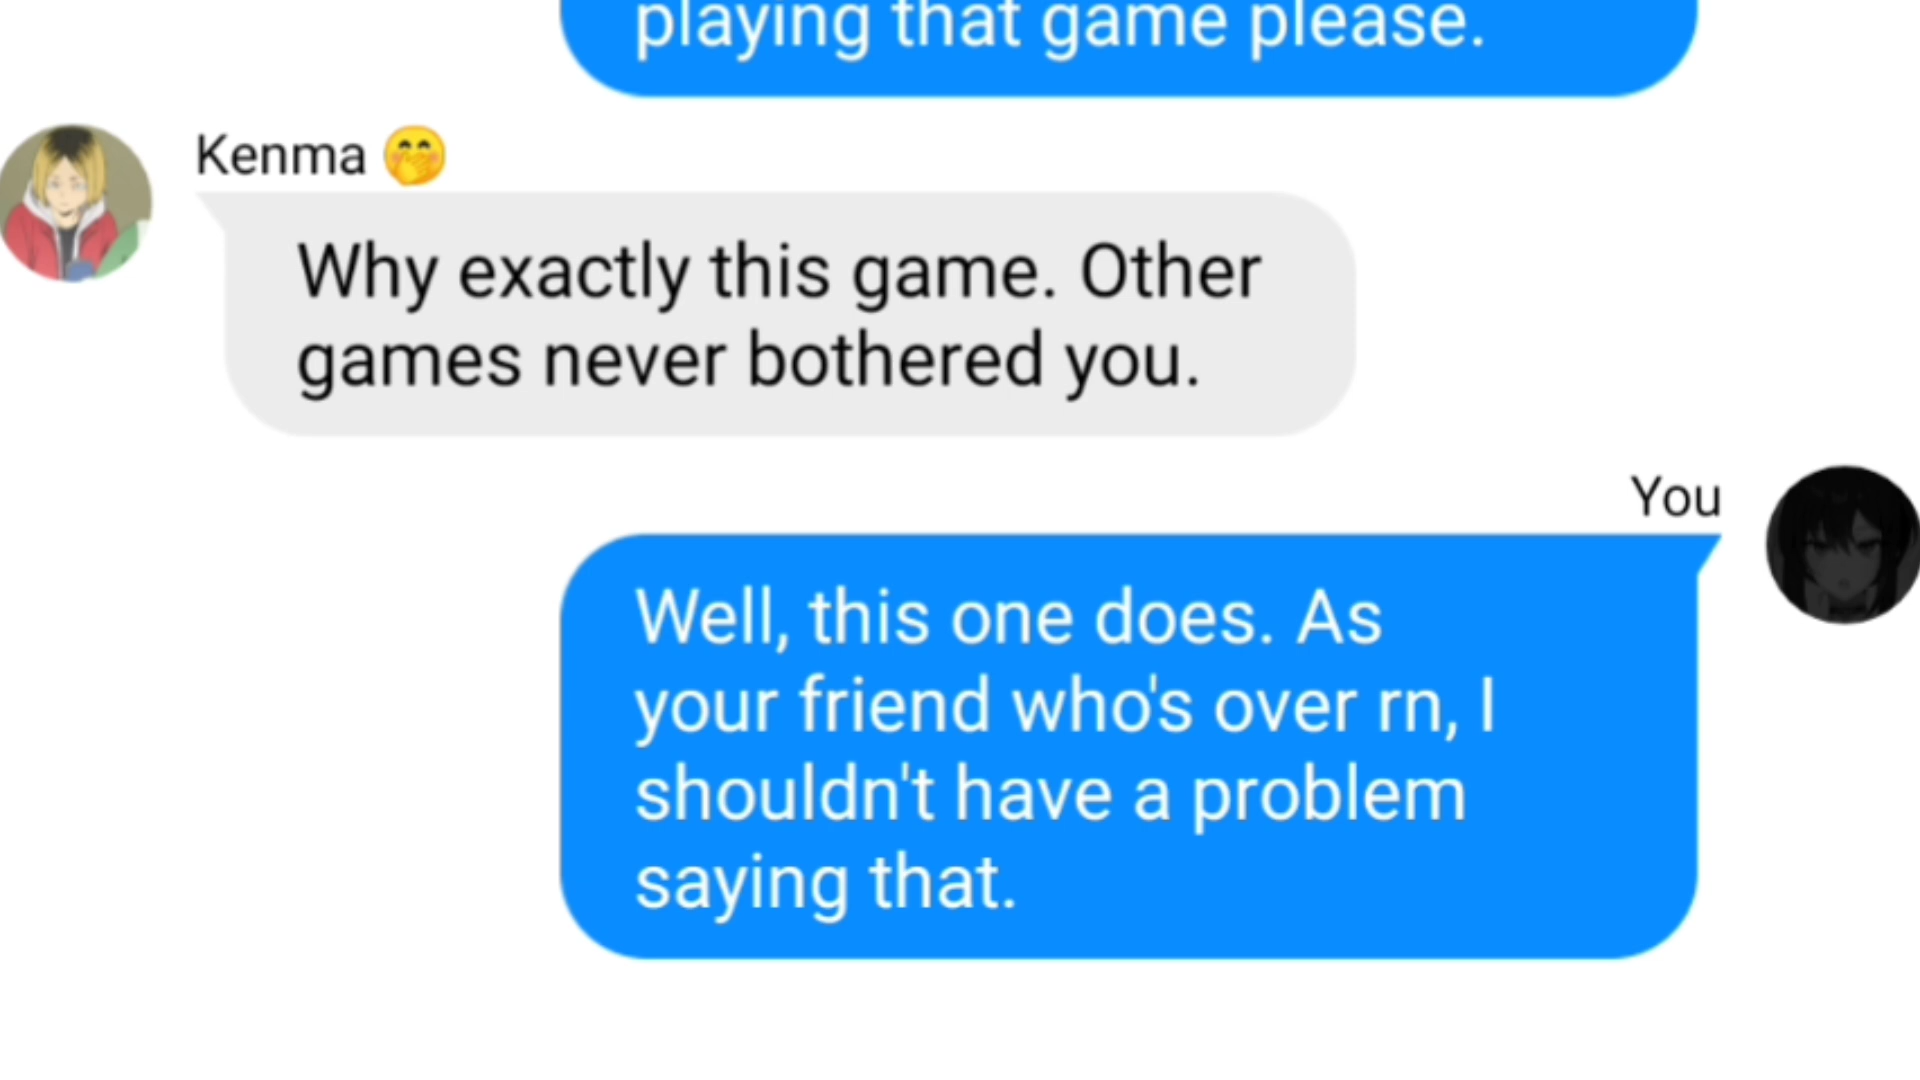 playing that game please.
Kenma 🤭
Why exactly this game. Other
games never bothered you.
You
Well, this one does. As
your friend who's over rn, I
shouldn't have a problem
saying that.